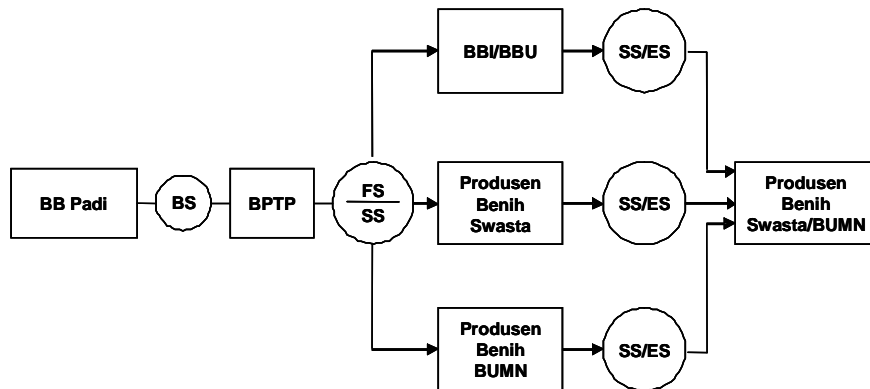 BBI/BBU
SS/ES
BB Padi
BS
BPTP
FS
SS
Produsen
Benih
Swasta
SS/ES
Produsen
Benih
Swasta/BUMN
Produsen
Benih
BUMN
SS/ES